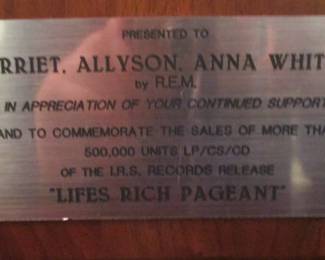 PRESENTED TO
RRIET, ALLYSON, ANNA WHIT
by R.E.M.
IN APPRECIATION OF YOUR CONTINUED SUPPORT
AND TO COMMEMORATE THE SALES OF MORE THA
500,000 UNITS LP/CS/CD
OF THE I.R.S. RECORDS RELEASE
"LIFES RICH PAGEANT"